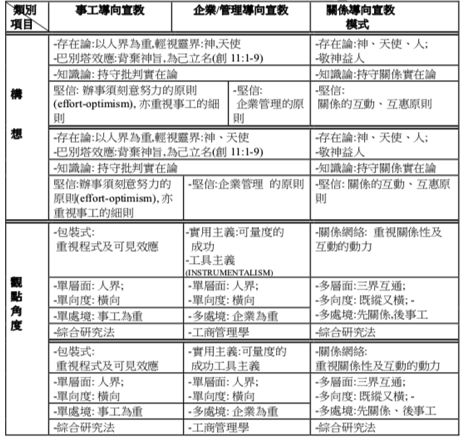 類別 事工導向宣教 企業/管理導向宣教 關係導向宣教
項目 模式
構想
-存在論:以人界為重,輕視靈界:神,天使 -存在論:神、天使、人;
-巴別塔效應:背棄神旨,為己立名(創 11:1-9) -敬神益人
-知識論: 持守批判實在論 -知識論: 持守關係實在論
堅信: 辦事須刻意努力的原則 -堅信: -堅信:
(effort-optimism), 亦重視事工的細 企業管理的原 關係的互動、互惠原則
則 則
-存在論:以人界為重,輕視靈界:神、天使 -存在論:神、天使、人;
-巴別塔效應:背棄神旨,為己立名(創 11:1-9) -敬神益人
-知識論: 持守批判實在論 -知識論:持守關係實在論
堅信:辦事須刻意努力的 -堅信:企業管理 的原則 -堅信: 關係的互動、互惠原
原則(effort-optimism), 亦 則
重視事工的細則
觀點角度
-包裝式: -實用主義:可量度的 -關係網絡: 重視關係性及
重視程式及可見效應 成功 互動的動力
-工具主義
(INSTRUMENTALISM)
-單層面: 人界; -單層面: 人界; -多層面:三界互通;
-單向度: 橫向 -單向度: 橫向 -多向度: 既縱又橫; -
-單處境: 事工為重 -多處境: 企業為重 -多處境:先關係,後事工
-綜合研究法 -工商管理學 -綜合研究法
-包裝式: -實用主義:可量度的 -關係網絡:
重視程式及可見效應 成功工具主義 重視關係性及互動的動力
-單層面: 人界; -單層面: 人界; -多層面:三界互通;
-單向度: 橫向 -單向度: 橫向 -多向度: 既縱又橫;
-單處境: 事工為重 -多處境: 企業為重 -多處境:先關係、後事工
-綜合研究法 -工商管理學 -綜合研究法